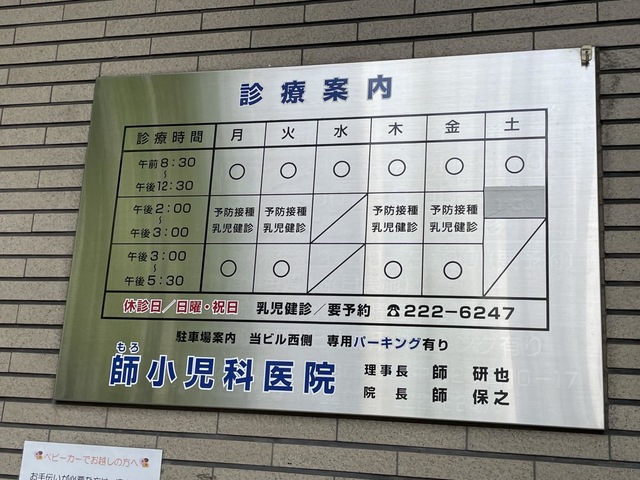 診療案内
診療時間 月 火 水 木 金 土
午前8：30～午後12：30 ○ ○ ○ ○ ○ ○
午後2：00～午後3：00 予防接種 乳児健診 予防接種 乳児健診 予防接種 乳児健診 予防接種 乳児健診
午後3：00～午後5：30 ○ ○ ○ ○
休診日／日曜・祝日 乳児健診／要予約 ☎222-6247
駐車場案内 当ビル西側 専用パーキング有り
もろ
師小児科医院
理事長 師 研也
院長 師 保之
ベビーカーでお越しの方へ